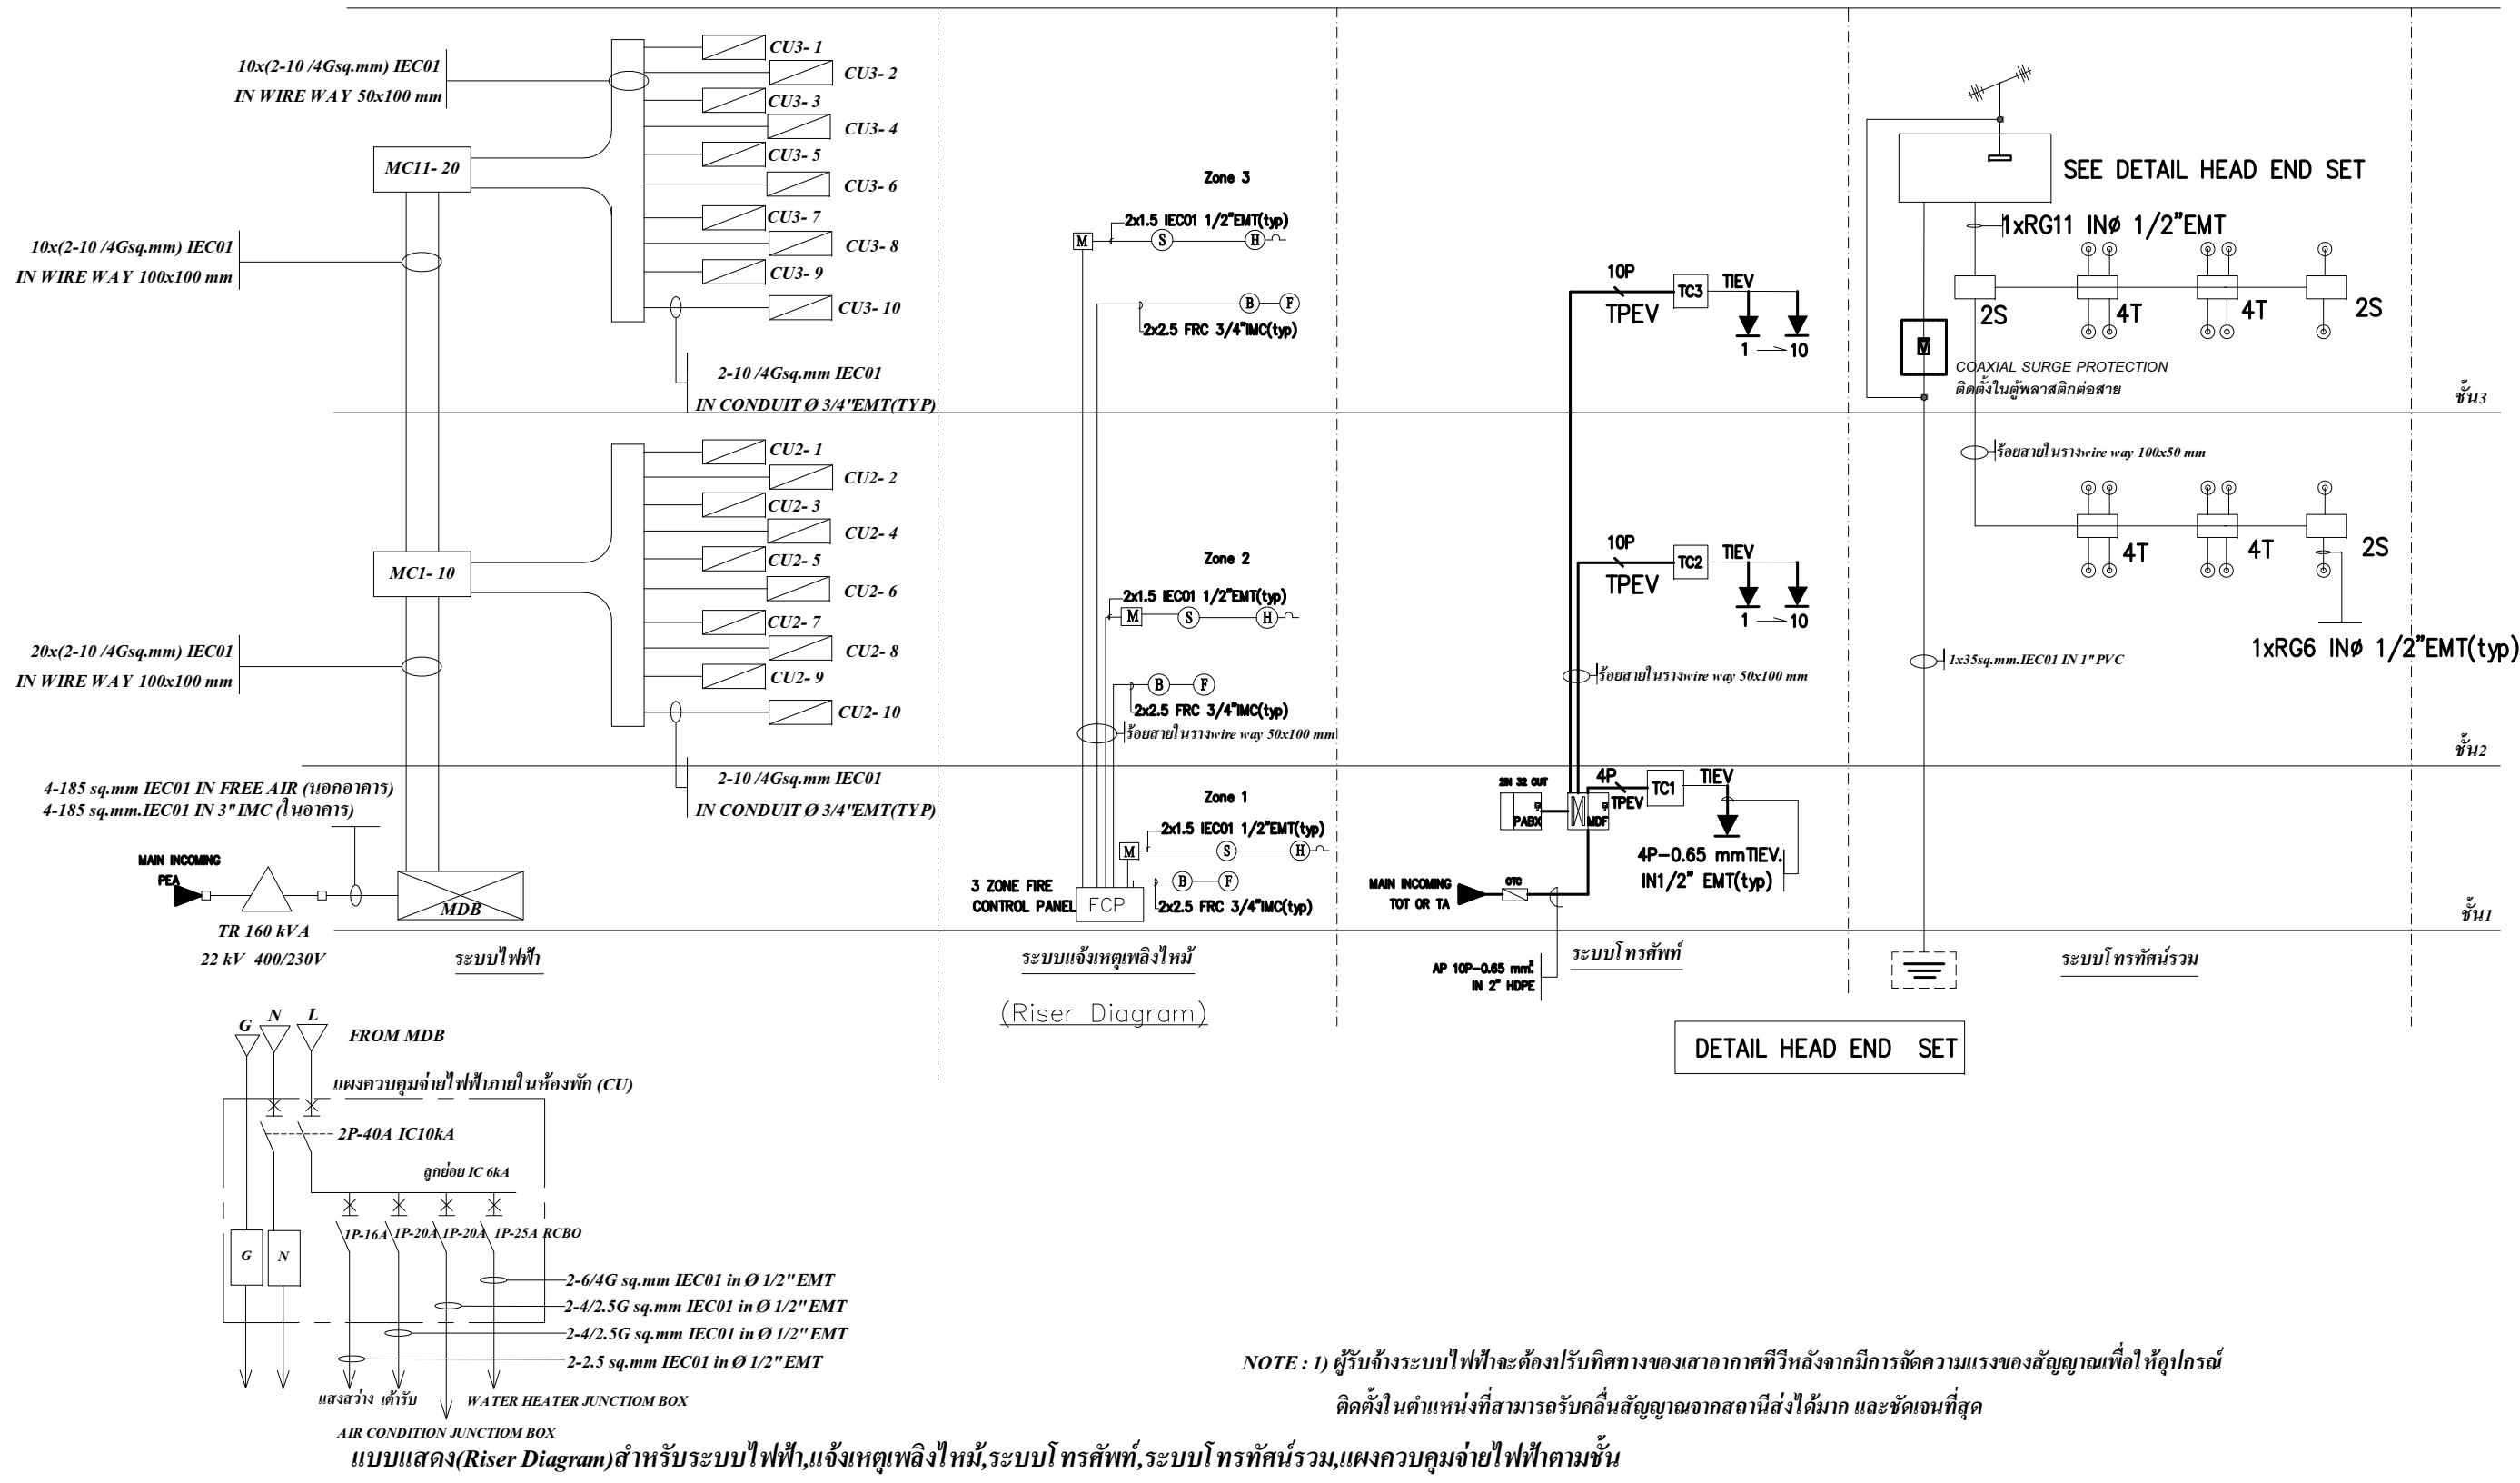 10x(2-10 /4Gsq.mm) IEC01
IN WIRE WAY 50x100 mm
CU3- 1
CU3- 2
CU3- 3
CU3- 4
CU3- 5
CU3- 6
CU3- 7
CU3- 8
CU3- 9
CU3- 10
MC11- 20
10x(2-10 /4Gsq.mm) IEC01
IN WIRE WAY 100x100 mm
2-10 /4Gsq.mm IEC01
IN CONDUIT Ø 3/4"EMT(TYP)
CU2- 1
CU2- 2
CU2- 3
CU2- 4
CU2- 5
CU2- 6
CU2- 7
CU2- 8
CU2- 9
CU2- 10
MC1- 10
20x(2-10 /4Gsq.mm) IEC01
IN WIRE WAY 100x100 mm
2-10 /4Gsq.mm IEC01
IN CONDUIT Ø 3/4"EMT(TYP)
4-185 sq.mm IEC01 IN FREE AIR (นอกอาคาร)
4-185 sq.mm.IEC01 IN 3" IMC (ในอาคาร)
MAIN INCOMING
PEA
MDB
TR 160 kVA
22 kV 400/230V
ระบบไฟฟ้า
Zone 3
2x1.5 IEC01 1/2"EMT(typ)
M
S
H
B
F
2x2.5 FRC 3/4"IMC(typ)
Zone 2
2x1.5 IEC01 1/2"EMT(typ)
M
S
H
B
F
2x2.5 FRC 3/4"IMC(typ)
ร้อยสายในรางwire way 50x100 mm
Zone 1
2x1.5 IEC01 1/2"EMT(typ)
M
S
H
B
F
3 ZONE FIRE
CONTROL PANEL
FCP
2x2.5 FRC 3/4"IMC(typ)
ระบบแจ้งเหตุเพลิงไหม้
(Riser Diagram)
10P
TPEV
TC3
TIEV
1
10
10P
TPEV
TC2
TIEV
1
10
ร้อยสายในรางwire way 50x100 mm
32 OUT
PABX
MDF
4P
TPEV
TC1
TIEV
4P-0.65 mmTIEV.
IN1/2" EMT(typ)
MAIN INCOMING
TOT OR TA
OTC
AP 10P-0.65 mm².
IN 2" HDPE
ระบบโทรศัพท์
SEE DETAIL HEAD END SET
1xRG11 INø 1/2"EMT
2S
4T
4T
2S
COAXIAL SURGE PROTECTION
ติดตั้งในตู้พลาสติกต่อสาย
ชั้น3
ร้อยสายในรางwire way 100x50 mm
4T
4T
2S
1xRG6 INø 1/2"EMT(typ)
1x35sq.mm.IEC01 IN 1" PVC
ชั้น2
ชั้น1
ระบบโทรทัศน์รวม
DETAIL HEAD END SET
G
N
L
FROM MDB
แผงควบคุมจ่ายไฟฟ้าภายในห้องพัก (CU)
2P-40A IC10kA
ลูกย่อย IC 6kA
1P-16A
1P-20A
1P-20A
1P-25A RCBO
G
N
2-6/4G sq.mm IEC01 in Ø 1/2"EMT
2-4/2.5G sq.mm IEC01 in Ø 1/2"EMT
2-4/2.5G sq.mm IEC01 in Ø 1/2"EMT
2-2.5 sq.mm IEC01 in Ø 1/2"EMT
แสงสว่าง
เต้ารับ
WATER HEATER JUNCTIOM BOX
AIR CONDITION JUNCTIOM BOX
NOTE : 1) ผู้รับจ้างระบบไฟฟ้าจะต้องปรับทิศทางของเสาอากาศทีวีหลังจากมีการจัดความแรงของสัญญาณเพื่อให้อุปกรณ์
ติดตั้งในตำแหน่งที่สามารถรับคลื่นสัญญาณจากสถานีส่งได้มาก และชัดเจนที่สุด
แบบแสดง(Riser Diagram)สำหรับระบบไฟฟ้า,แจ้งเหตุเพลิงไหม้,ระบบโทรศัพท์,ระบบโทรทัศน์รวม,แผงควบคุมจ่ายไฟฟ้าตามชั้น